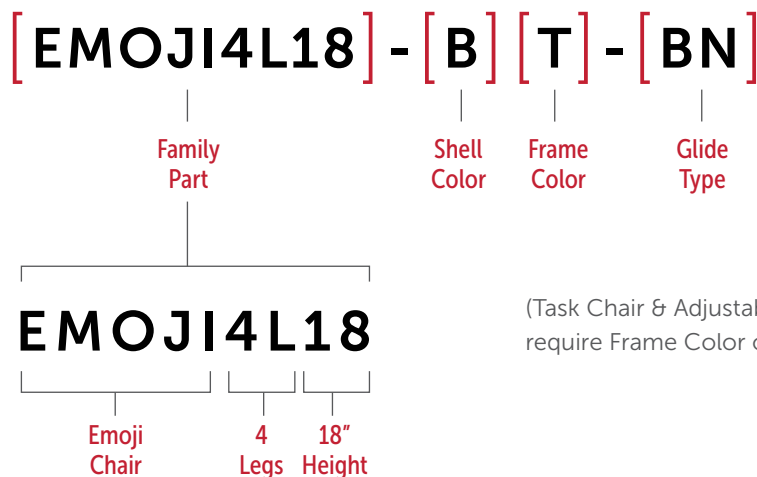 [EMOJI4L18]-[B][T]-[BN]
Family Part
Shell Color
Frame Color
Glide Type
EMOJI4L18
(Task Chair &
require Frame Color
Emoji Chair
4 Legs
18” Height